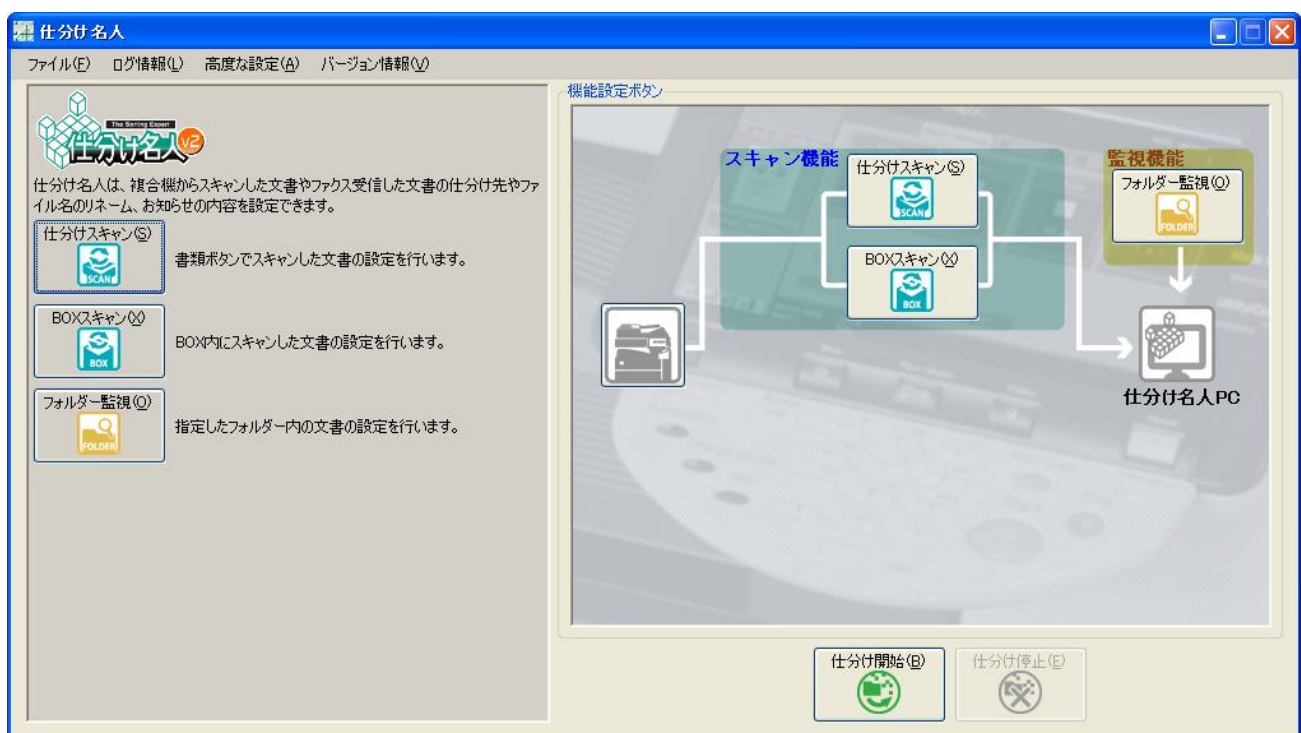 仕分け名人
ファイル(F) ログ情報(L) 高度な設定(A) バージョン情報(V)
The Sorting Expert
仕分け名人 V2
仕分け名人は、複合機からスキャンした文書やファクス受信した文書の仕分け先やファ
イル名のリネーム、お知らせの内容を設定できます。
仕分けスキャン(S)
SCAN
書類ボタンでスキャンした文書の設定を行います。
BOXスキャン(X)
BOX
BOX内にスキャンした文書の設定を行います。
フォルダー監視(O)
FOLDER
指定したフォルダー内の文書の設定を行います。
機能設定ボタン
スキャン機能
仕分けスキャン(S)
SCAN
BOXスキャン(X)
BOX
監視機能
フォルダー監視(O)
FOLDER
仕分け名人PC
仕分け開始(B)
仕分け停止(E)